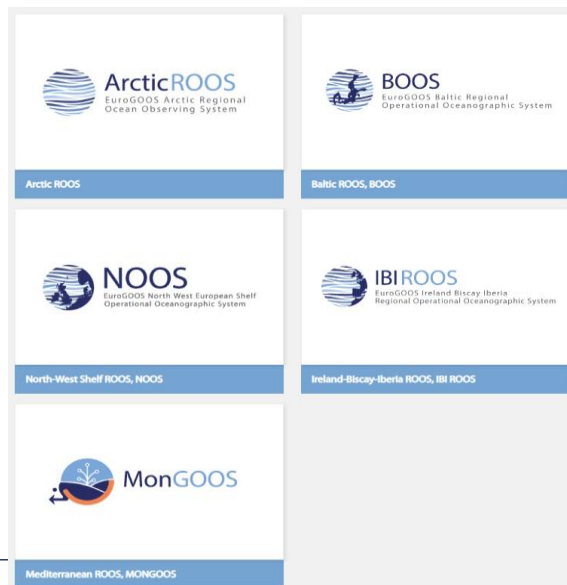 ArcticROOS
EuroGOOS Arctic Regional
Ocean Observing System
Arctic ROOS
BOOS
EuroGOOS Baltic Regional
Operational Oceanographic System
Baltic ROOS, BOOS
NOOS
EuroGOOS North West European Shelf
Operational Oceanographic System
North-West Shelf ROOS, NOOS
IBIROOS
EuroGOOS Ireland Biscay Iberia
Regional Operational Oceanographic System
Ireland-Biscay-Iberia ROOS, IBI ROOS
MonGOOS
Mediterranean ROOS, MONGOOS